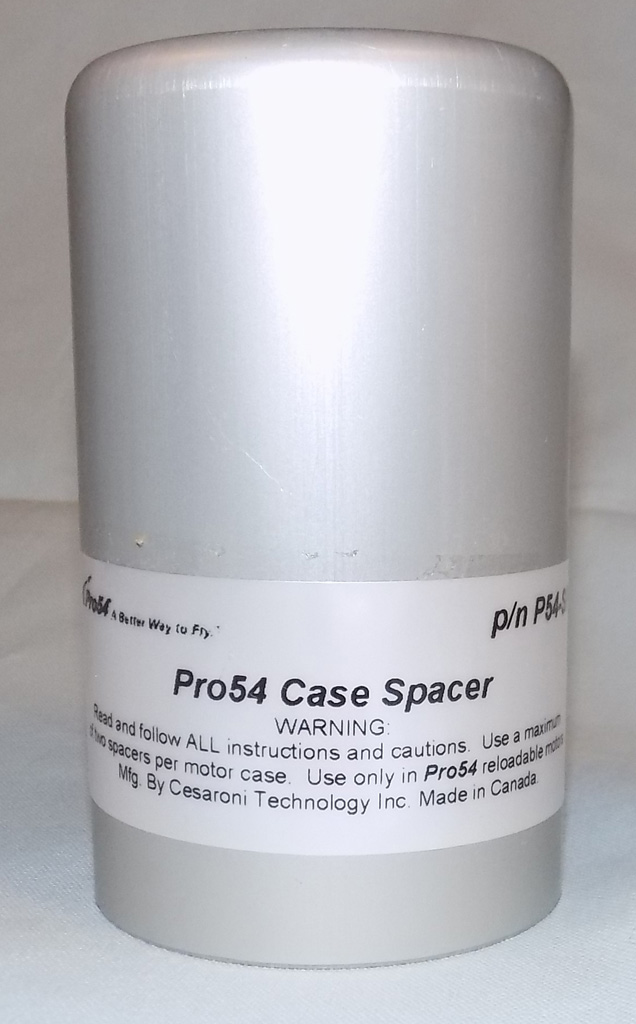 Pro54 A Better Way to Fly.
p/n P54-
Pro54 Case Spacer
WARNING:
Read and follow ALL instructions and cautions. Use a maximum
of two spacers per motor case. Use only in Pro54 reloadable motors.
Mfg. By Cesaroni Technology Inc. Made in Canada.